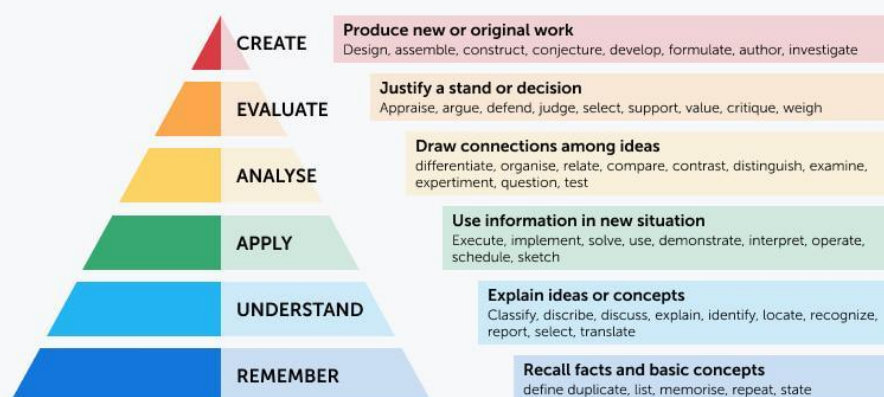 CREATE
Produce new or original work
Design, assemble, construct, conjecture, develop, formulate, author, investigate
EVALUATE
Justify a stand or decision
Appraise, argue, defend, judge, select, support, value, critique, weigh
ANALYSE
Draw connections among ideas
differentiate, organise, relate, compare, contrast, distinguish, examine,
expertiment, question, test
APPLY
Use information in new situation
Execute, implement, solve, use, demonstrate, interpret, operate,
schedule, sketch
UNDERSTAND
Explain ideas or concepts
Classify, discribe, discuss, explain, identify, locate, recognize,
report, select, translate
REMEMBER
Recall facts and basic concepts
define duplicate, list, memorise, repeat, state